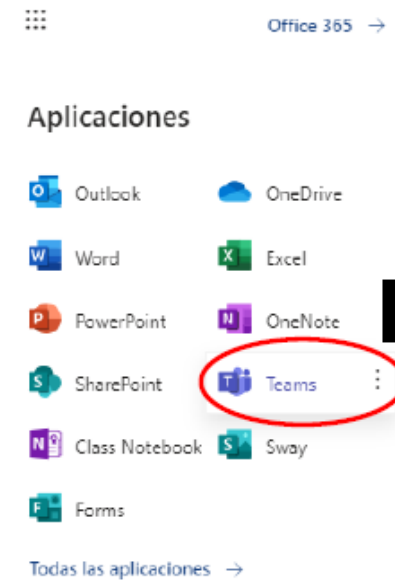 Office 365 →
Aplicaciones
Outlook OneDrive
Word Excel
PowerPoint OneNote
SharePoint Teams
Class Notebook Sway
Forms
Todas las aplicaciones →